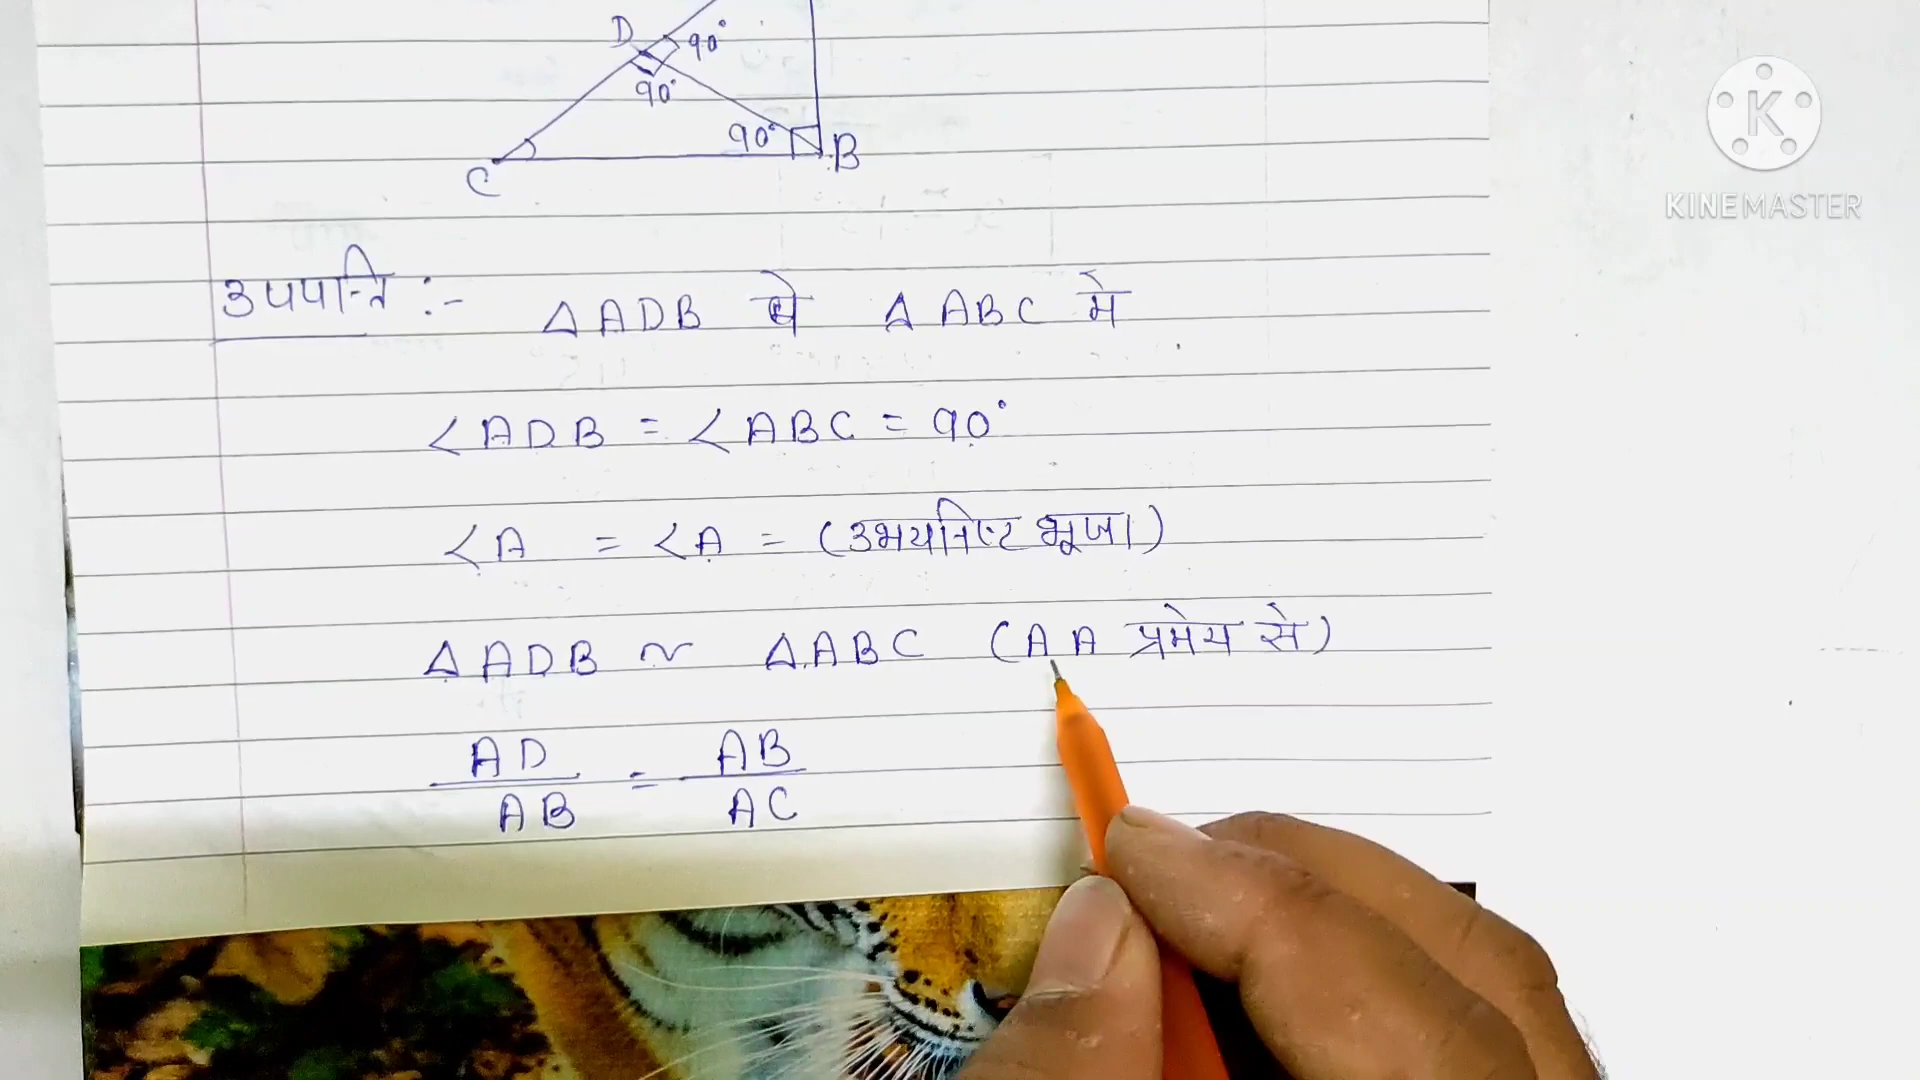 D 90°
90°
90° B
C
K
KINEMASTER
उपपत्ति :- △ADB व △ABC मे
∠ADB = ∠ABC = 90°
∠A = ∠A = (उभयनिष्ट भूजा)
△ADB ~ △ABC (AA प्रमेय से)
AD/AB = AB/AC